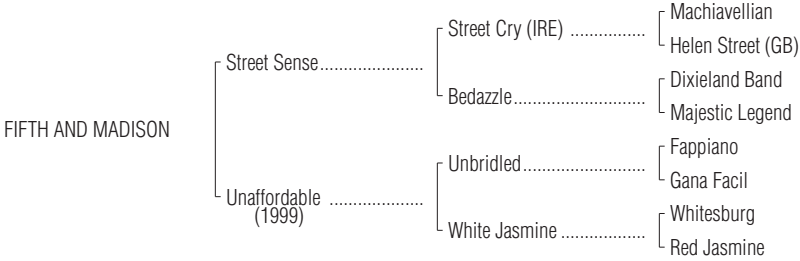 Machiavellian
Street Cry (IRE) ................
Helen Street (GB)
Street Sense......................
Dixieland Band
Bedazzle............................
Majestic Legend
FIFTH AND MADISON
Fappiano
Unbridled..........................
Gana Facil
Unaffordable ....................
(1999)
Whitesburg
White Jasmine ..................
Red Jasmine